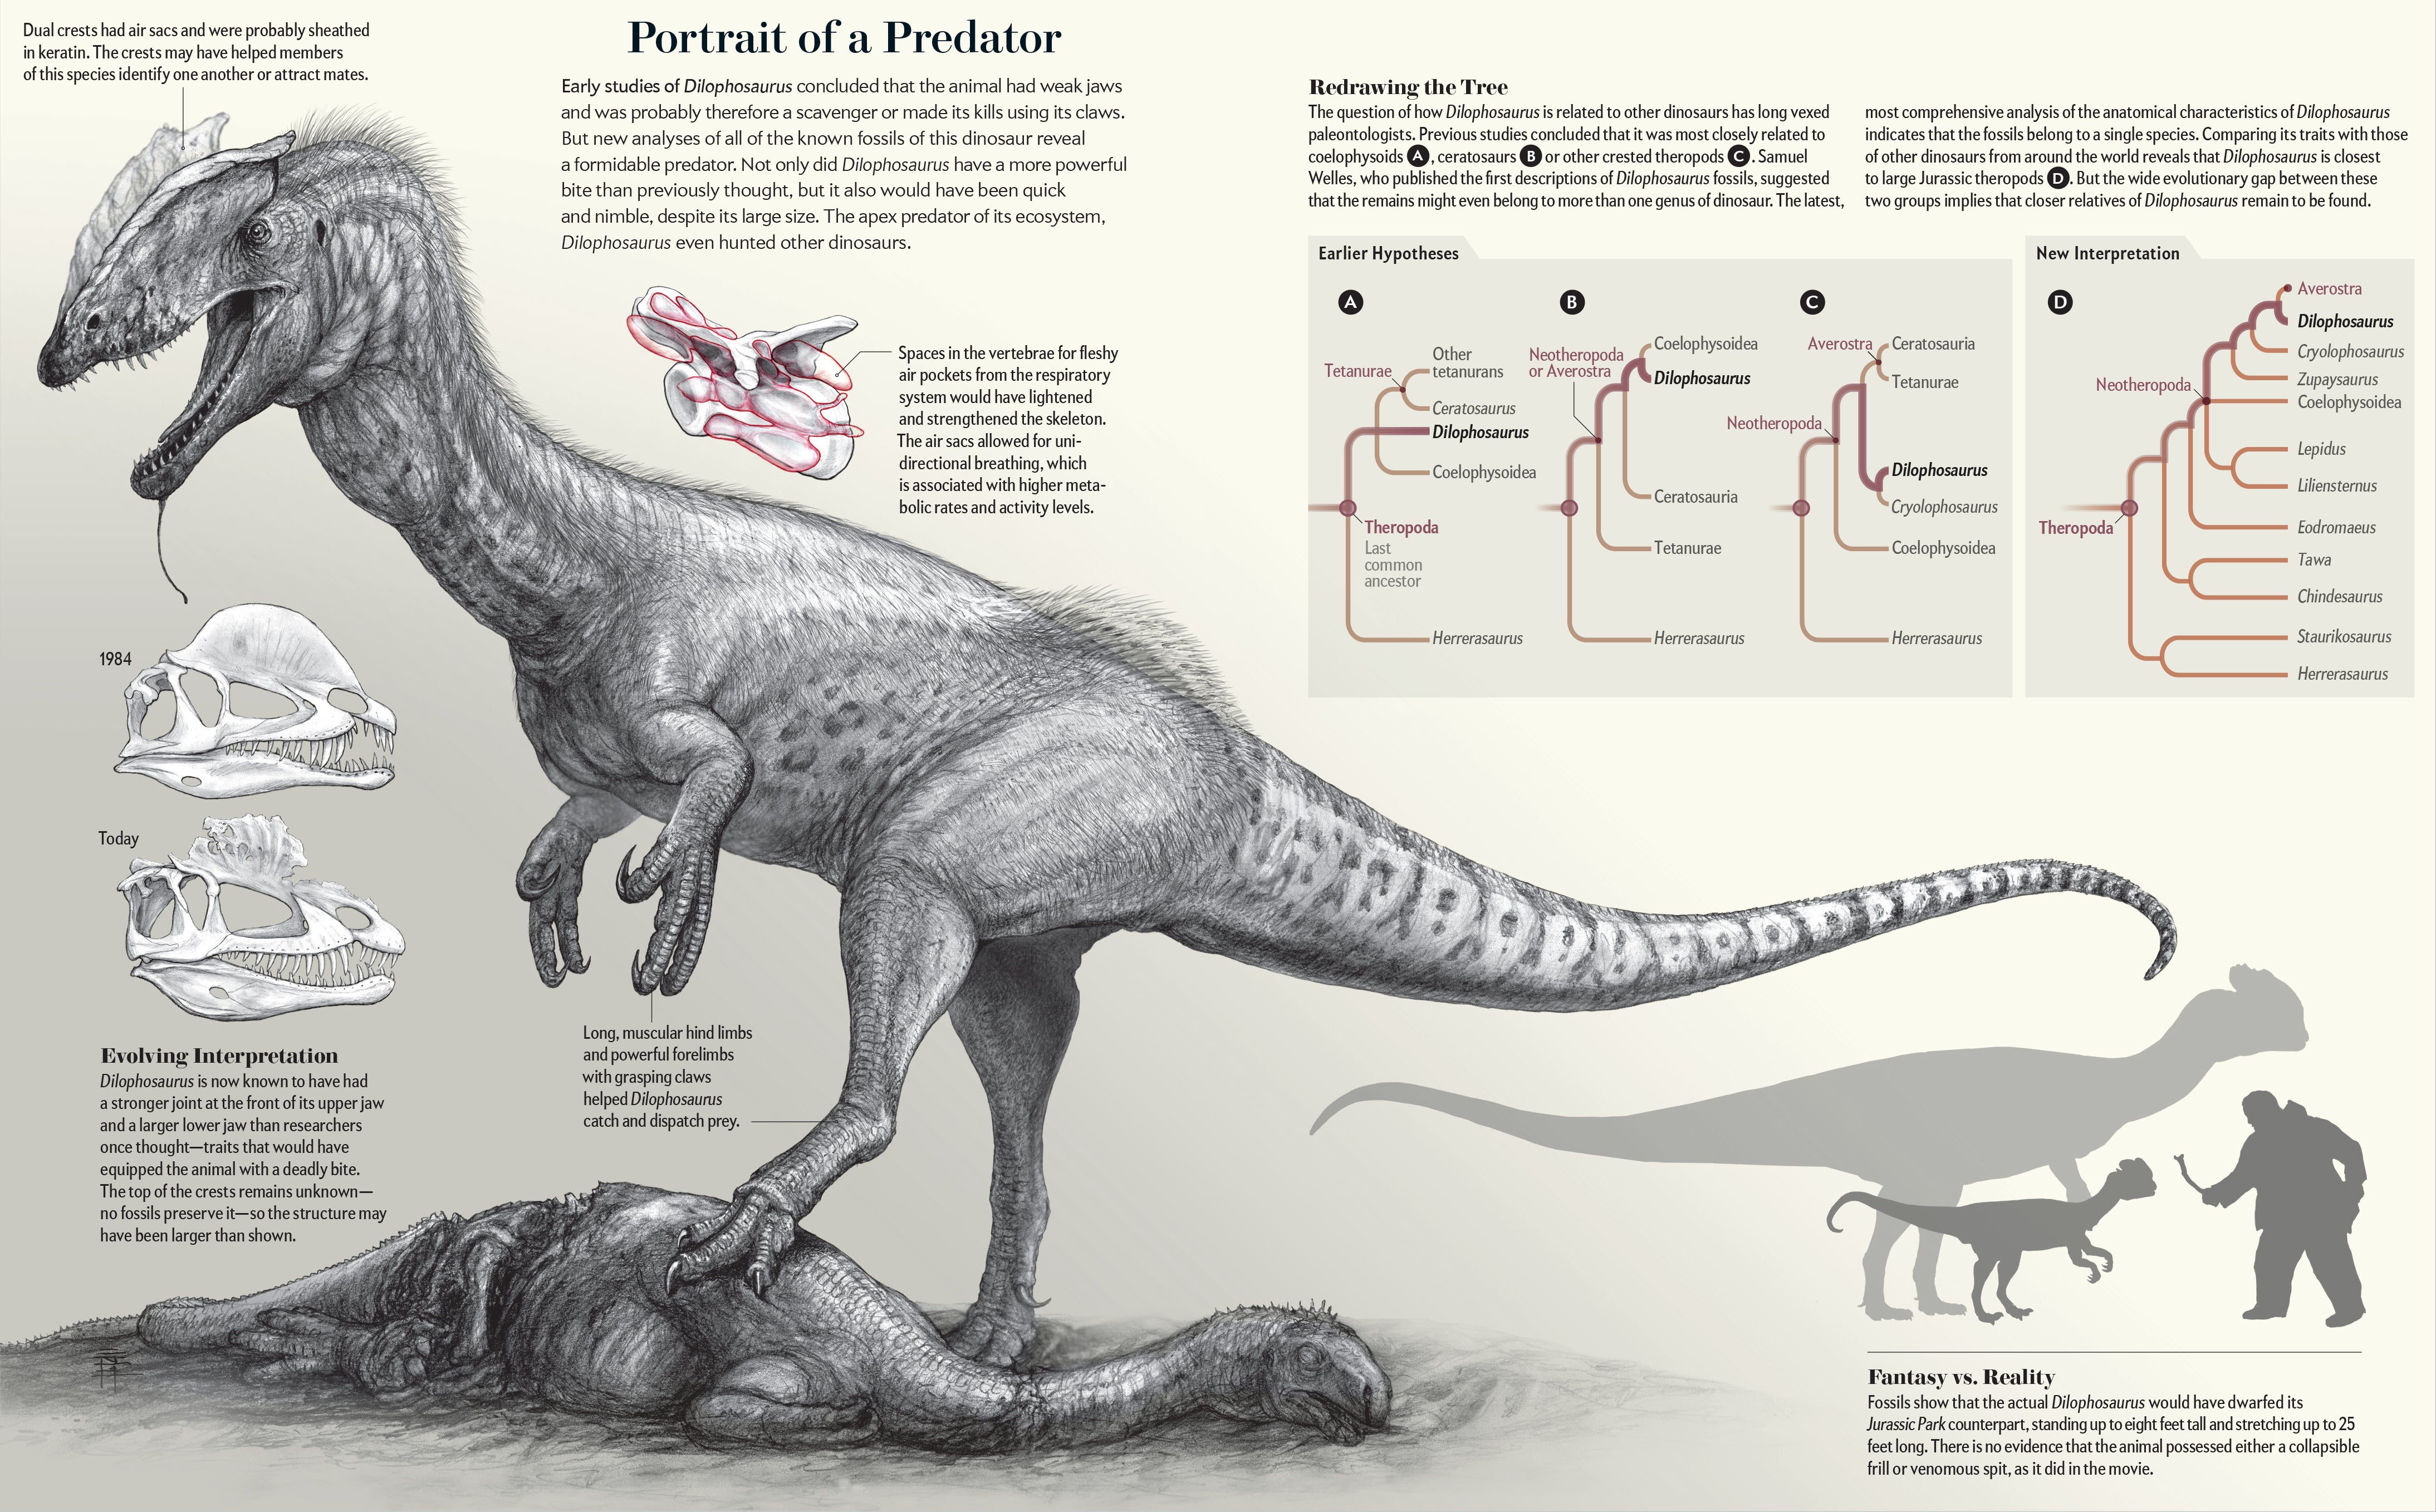 Dual crests had air sacs and were probably sheathed
in keratin. The crests may have helped members
of this species identify one another or attract mates.
Portrait of a Predator
Early studies of Dilophosaurus concluded that the animal had weak jaws
and was probably therefore a scavenger or made its kills using its claws.
But new analyses of all of the known fossils of this dinosaur reveal
a formidable predator. Not only did Dilophosaurus have a more powerful
bite than previously thought, but it also would have been quick
and nimble, despite its large size. The apex predator of its ecosystem,
Dilophosaurus even hunted other dinosaurs.
Spaces in the vertebrae for fleshy
air pockets from the respiratory
system would have lightened
and strengthened the skeleton.
The air sacs allowed for uni-
directional breathing, which
is associated with higher meta-
bolic rates and activity levels.
Redrawing the Tree
The question of how Dilophosaurus is related to other dinosaurs has long vexed
paleontologists. Previous studies concluded that it was most closely related to
coelophysoids A, ceratosaurs B or other crested theropods C. Samuel
Welles, who published the first descriptions of Dilophosaurus fossils, suggested
that the remains might even belong to more than one genus of dinosaur. The latest,
most comprehensive analysis of the anatomical characteristics of Dilophosaurus
indicates that the fossils belong to a single species. Comparing its traits with those
of other dinosaurs from around the world reveals that Dilophosaurus is closest
to large Jurassic theropods D. But the wide evolutionary gap between these
two groups implies that closer relatives of Dilophosaurus remain to be found.
Earlier Hypotheses
A
Other
tetanurans
Tetanurae
Ceratosaurus
Dilophosaurus
Coelophysoidea
Theropoda
Last
common
ancestor
Herrerasaurus
B
Neotheropoda
or Averostra
Coelophysoidea
Dilophosaurus
Ceratosauria
Tetanurae
Herrerasaurus
C
Averostra
Ceratosauria
Tetanurae
Neotheropoda
Dilophosaurus
Cryolophosaurus
Coelophysoidea
Herrerasaurus
New Interpretation
D
Averostra
Dilophosaurus
Cryolophosaurus
Zupaysaurus
Neotheropoda
Coelophysoidea
Lepidus
Liliensternus
Theropoda
Eodromaeus
Tawa
Chindesaurus
Staurikosaurus
Herrerasaurus
1984
Today
Evolving Interpretation
Dilophosaurus is now known to have had
a stronger joint at the front of its upper jaw
and a larger lower jaw than researchers
once thought—traits that would have
equipped the animal with a deadly bite.
The top of the crests remains unknown—
no fossils preserve it—so the structure may
have been larger than shown.
Long, muscular hind limbs
and powerful forelimbs
with grasping claws
helped Dilophosaurus
catch and dispatch prey.
Fantasy vs. Reality
Fossils show that the actual Dilophosaurus would have dwarfed its
Jurassic Park counterpart, standing up to eight feet tall and stretching up to 25
feet long. There is no evidence that the animal possessed either a collapsible
frill or venomous spit, as it did in the movie.